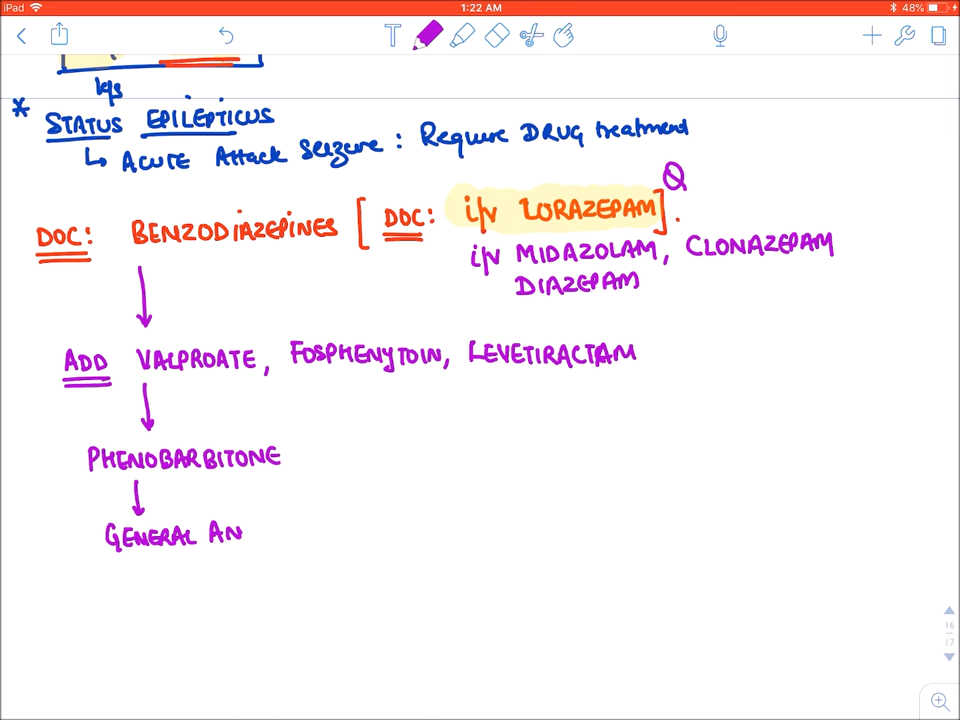 iPad 1:22 AM 48%
T
kgs
* STATUS EPILEPTICUS
↳ ACUTE Attack Seizure : Require DRUG treatment
Q
DOC: BENZODIAZEPINES [ DOC: i/v LORAZEPAM ].
i/v MIDAZOLAM, CLONAZEPAM
DIAZEPAM
ADD VALPROATE, FOSPHENYTOIN, LEVETIRACTAM
PHENOBARBITONE
GENERAL AN
16
17